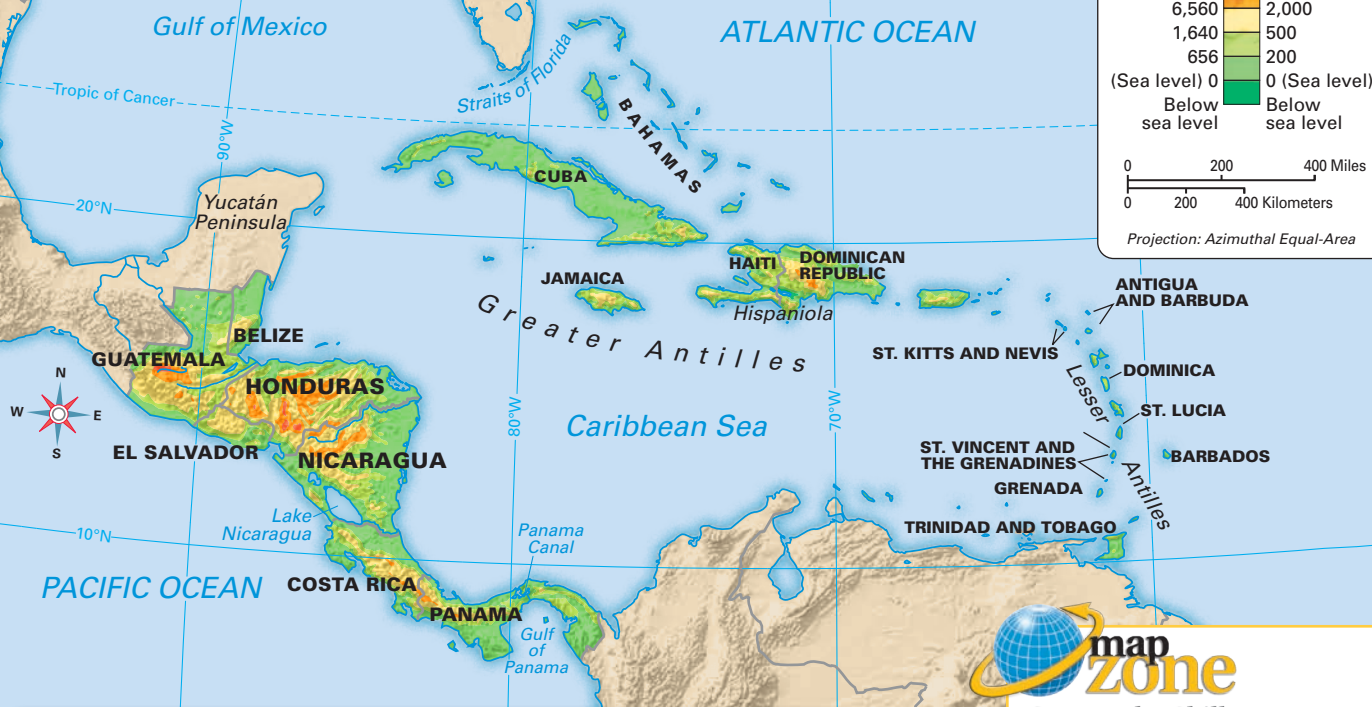 Gulf of Mexico
ATLANTIC OCEAN
6,560 2,000
1,640 500
656 200
(Sea level) 0 0 (Sea level)
Below
sea level
Below
sea level
0 200 400 Miles
0 200 400 Kilometers
Projection: Azimuthal Equal-Area
Straits of Florida
Tropic of Cancer
90°W
BAHAMAS
CUBA
20°N
Yucatán
Peninsula
HAITI
DOMINICAN
REPUBLIC
JAMAICA
Hispaniola
Greater Antilles
ANTIGUA
AND BARBUDA
ST. KITTS AND NEVIS
DOMINICA
Lesser
Antilles
ST. LUCIA
ST. VINCENT AND
THE GRENADINES
BARBADOS
GRENADA
TRINIDAD AND TOBAGO
BELIZE
GUATEMALA
HONDURAS
N
W E
S
EL SALVADOR
NICARAGUA
80°W
Caribbean Sea
70°W
Lake
Nicaragua
10°N
Panama
Canal
PACIFIC OCEAN
COSTA RICA
PANAMA
Gulf
of
Panama
map
zone